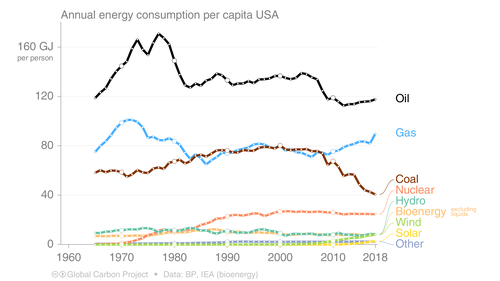 Annual energy consumption per capita USA
160 GJ
per person
120
80
40
0
Oil
Gas
Coal
Nuclear
Hydro
Bioenergy excluding liquids
Wind
Solar
Other
1960 1970 1980 1990 2000 2010 2018
Global Carbon Project • Data: BP, IEA (bioenergy)